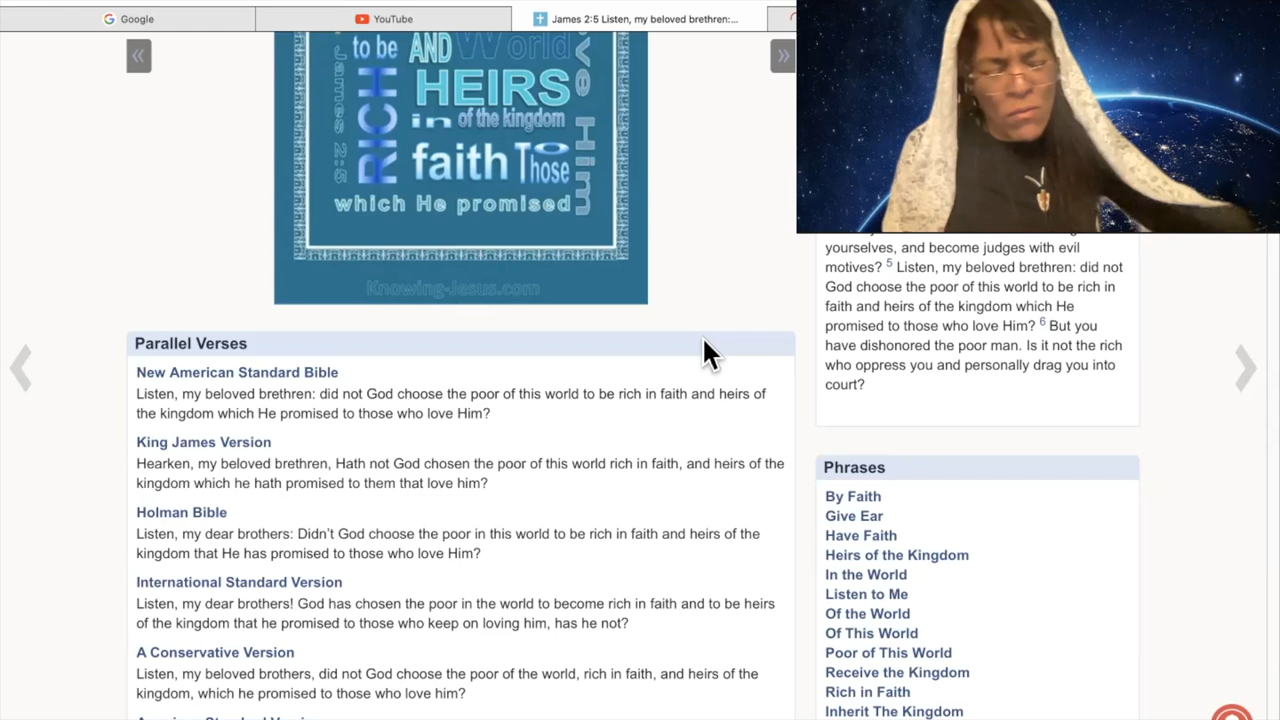 Google
YouTube
James 2:5 Listen, my beloved brethren:...
«
»
to be
AND
World
ve Him
James 2:5
RICH
HEIRS
in of the kingdom
faith Those
which He promised
Knowing-Jesus.com
Parallel Verses
New American Standard Bible
Listen, my beloved brethren: did not God choose the poor of this world to be rich in faith and heirs of
the kingdom which He promised to those who love Him?
King James Version
Hearken, my beloved brethren, Hath not God chosen the poor of this world rich in faith, and heirs of the
kingdom which he hath promised to them that love him?
Holman Bible
Listen, my dear brothers: Didn’t God choose the poor in this world to be rich in faith and heirs of the
kingdom that He has promised to those who love Him?
International Standard Version
Listen, my dear brothers! God has chosen the poor in the world to become rich in faith and to be heirs
of the kingdom that he promised to those who keep on loving him, has he not?
A Conservative Version
Listen, my beloved brothers, did not God choose the poor of the world, rich in faith, and heirs of the
kingdom, which he promised to those who love him?
yourselves, and become judges with evil
motives? 5 Listen, my beloved brethren: did not
God choose the poor of this world to be rich in
faith and heirs of the kingdom which He
promised to those who love Him? 6 But you
have dishonored the poor man. Is it not the rich
who oppress you and personally drag you into
court?
Phrases
By Faith
Give Ear
Have Faith
Heirs of the Kingdom
In the World
Listen to Me
Of the World
Of This World
Poor of This World
Receive the Kingdom
Rich in Faith
Inherit The Kingdom